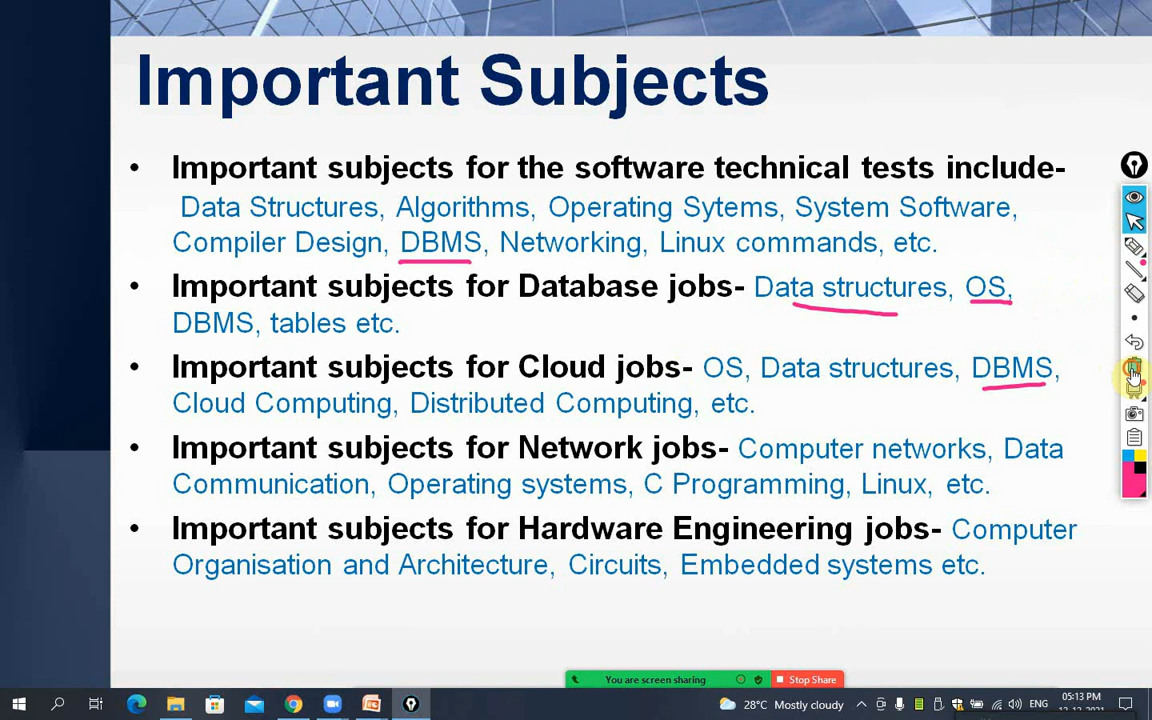 Important Subjects
• Important subjects for the software technical tests include-
Data Structures, Algorithms, Operating Sytems, System Software,
Compiler Design, DBMS, Networking, Linux commands, etc.
• Important subjects for Database jobs- Data structures, OS,
DBMS, tables etc.
• Important subjects for Cloud jobs- OS, Data structures, DBMS,
Cloud Computing, Distributed Computing, etc.
• Important subjects for Network jobs- Computer networks, Data
Communication, Operating systems, C Programming, Linux, etc.
• Important subjects for Hardware Engineering jobs- Computer
Organisation and Architecture, Circuits, Embedded systems etc.
You are screen sharing Stop Share
28°C Mostly cloudy ENG 05:13 PM